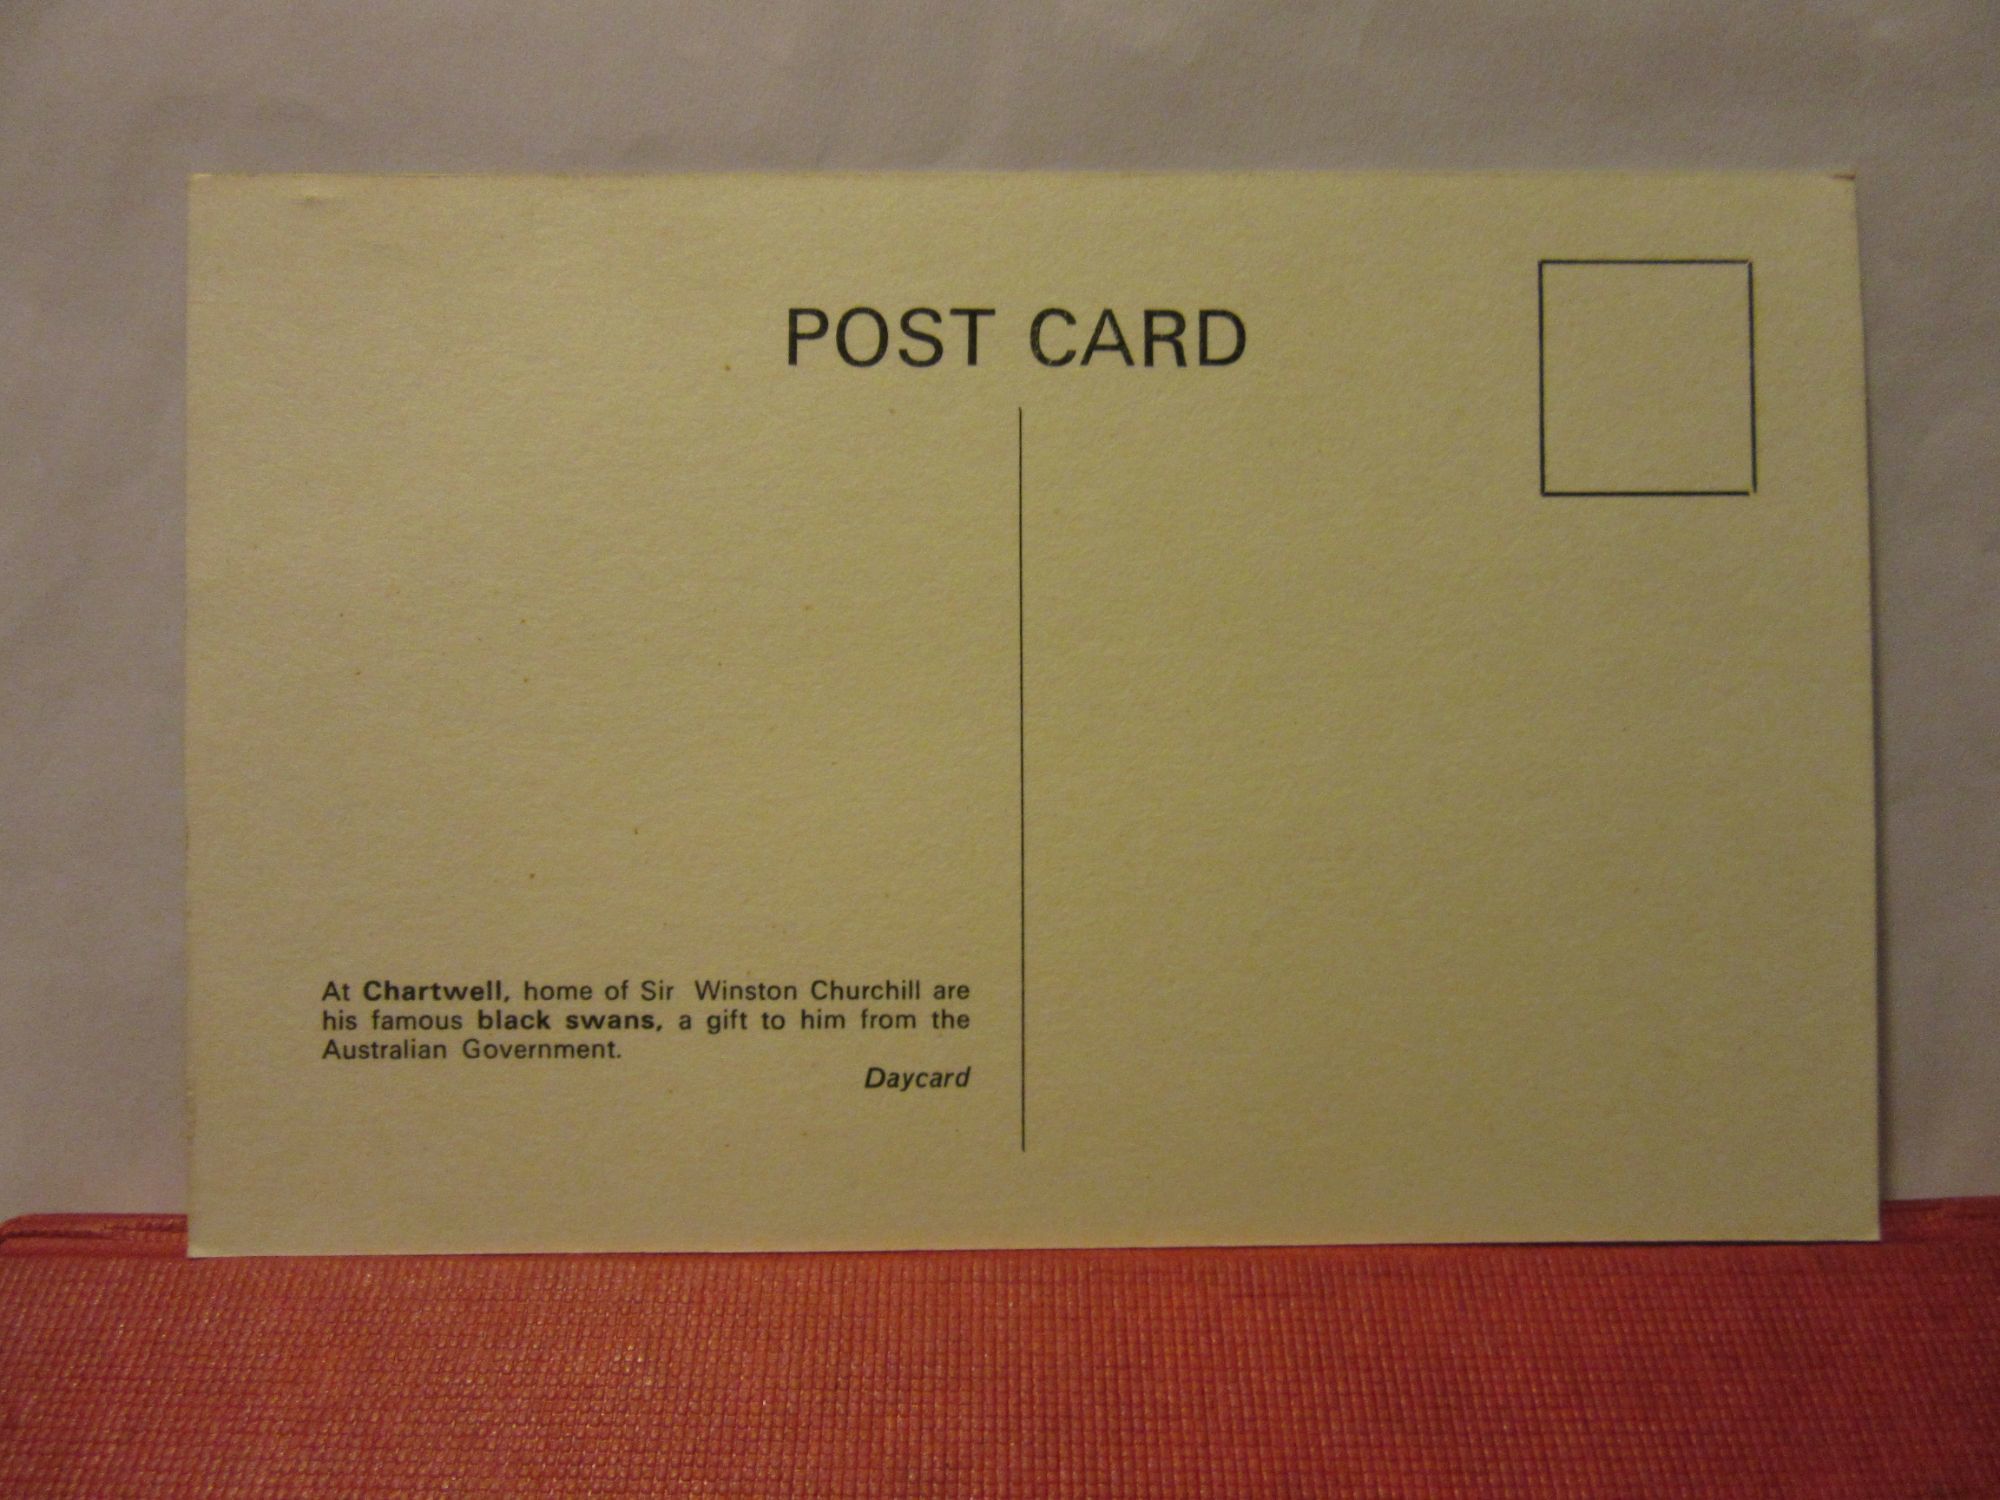 POST CARD
At Chartwell, home of Sir Winston Churchill are
his famous black swans, a gift to him from the
Australian Government.
Daycard